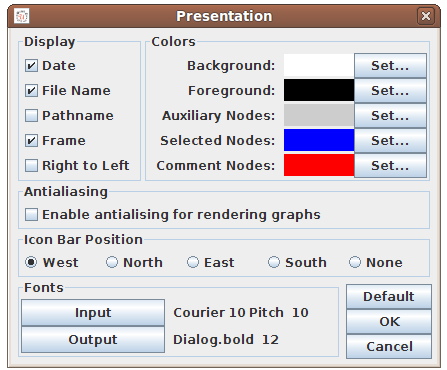 Presentation
Display
Date
File Name
Pathname
Frame
Right to Left
Colors
Background: Set...
Foreground: Set...
Auxiliary Nodes: Set...
Selected Nodes: Set...
Comment Nodes: Set...
Antialiasing
Enable antialising for rendering graphs
Icon Bar Position
West North East South None
Fonts
Input Courier 10 Pitch 10
Output Dialog.bold 12
Default
OK
Cancel